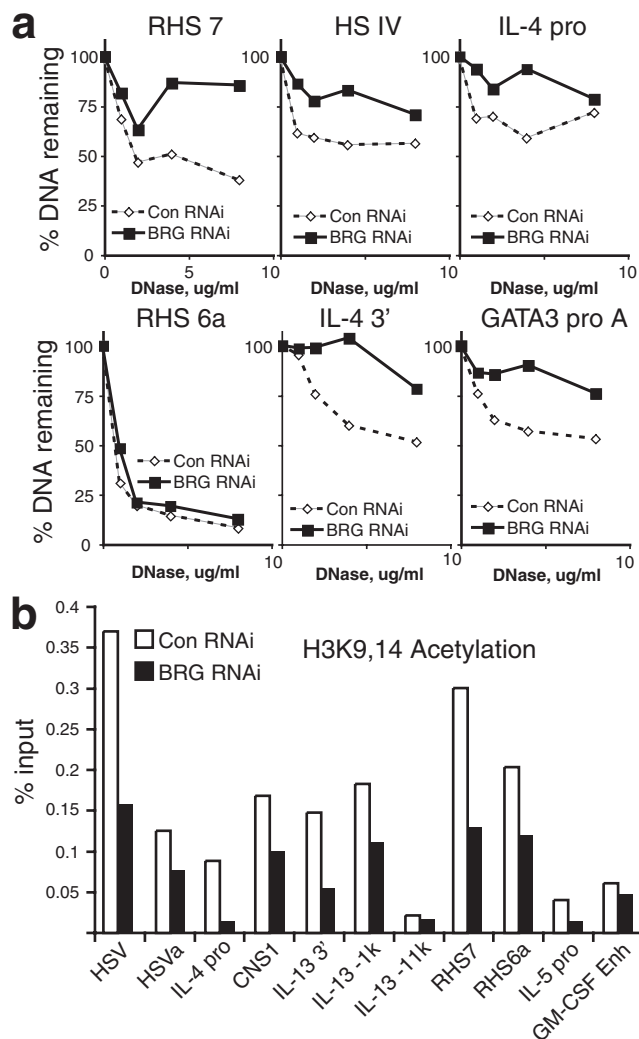 a
RHS 7
HS IV
IL-4 pro
100
75
50
25
0
% DNA remaining
Con RNAi
BRG RNAi
0
5
10
DNase, ug/ml
100
Con RNAi
BRG RNAi
10
DNase, ug/ml
100
Con RNAi
BRG RNAi
10
DNase, ug/ml
RHS 6a
IL-4 3’
GATA3 pro A
100
75
50
25
0
% DNA remaining
Con RNAi
BRG RNAi
10
DNase, ug/ml
100
Con RNAi
BRG RNAi
10
DNase, ug/ml
100
Con RNAi
BRG RNAi
10
DNase, ug/ml
b
H3K9,14 Acetylation
Con RNAi
BRG RNAi
% input
0.4
0.35
0.3
0.2
0.15
0.1
0.05
HSV
HSVa
IL-4 pro
CNS1
IL-13 3’
IL-13 -1k
IL-13 -11k
RHS7
RHS6a
IL-5 pro
GM-CSF Enh